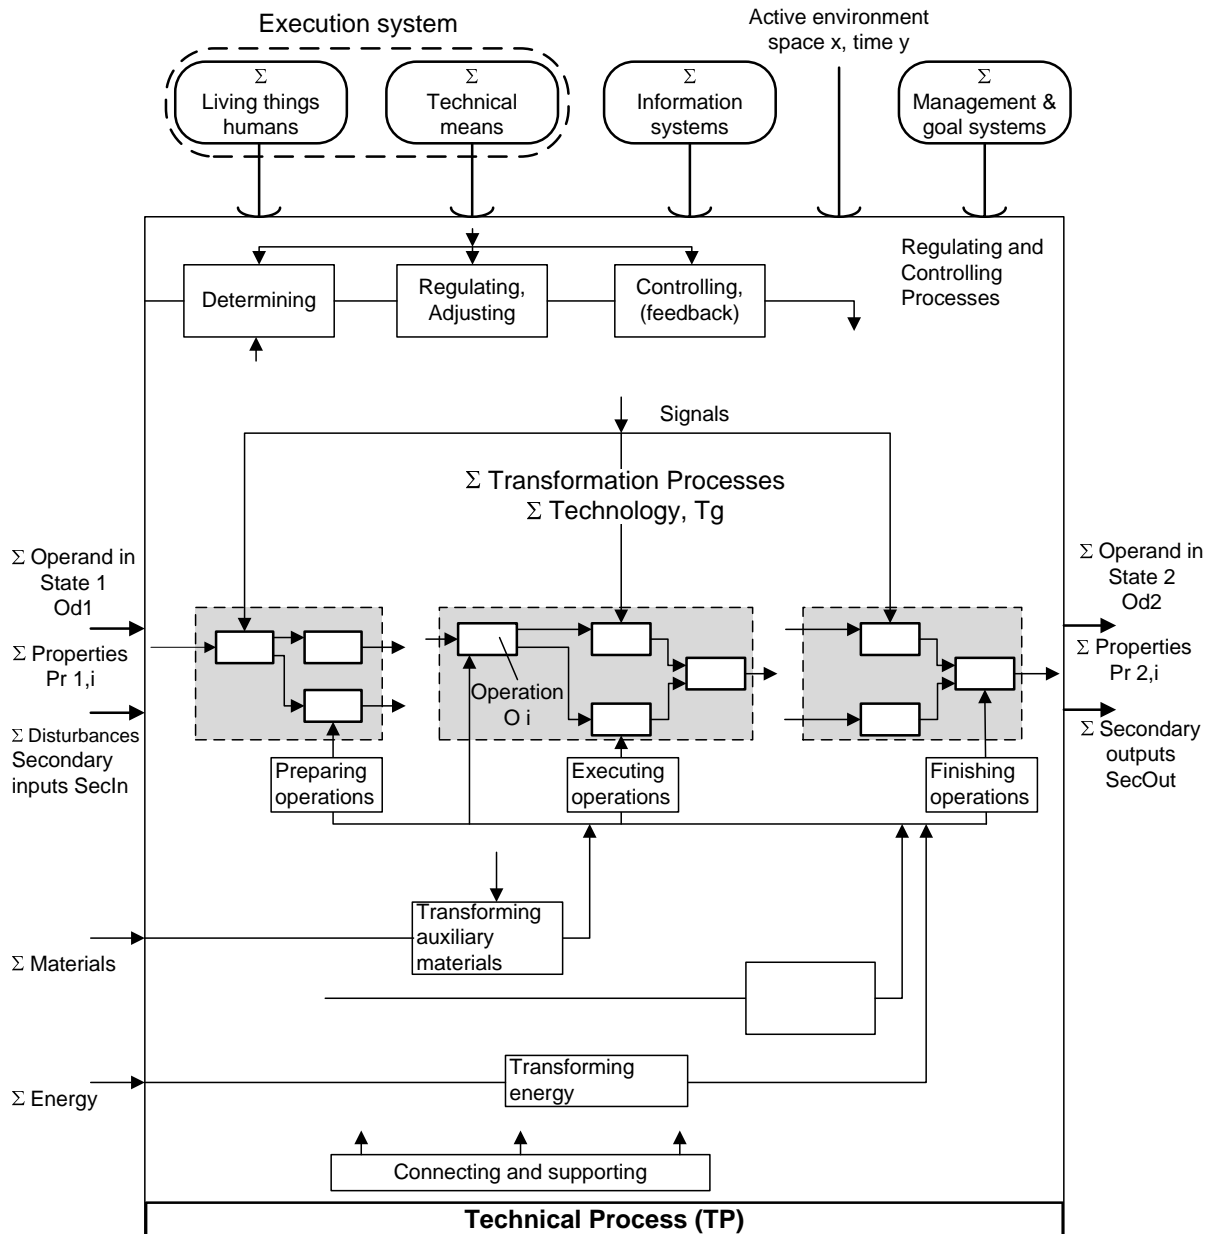 Execution system
Active environment
space x, time y
Σ
Living things
humans
Σ
Technical
means
Σ
Information
systems
Σ
Management &
goal systems
Regulating and
Controlling
Processes
Determining
Regulating,
Adjusting
Controlling,
(feedback)
Signals
Σ Transformation Processes
Σ Technology, Tg
Σ Operand in
State 1
Od1
Σ Properties
Pr 1,i
Σ Disturbances
Secondary
inputs SecIn
Σ Operand in
State 2
Od2
Σ Properties
Pr 2,i
Σ Secondary
outputs
SecOut
Operation
O i
Preparing
operations
Executing
operations
Finishing
operations
Transforming
auxiliary
materials
Σ Materials
Transforming
energy
Σ Energy
Connecting and supporting
Technical Process (TP)